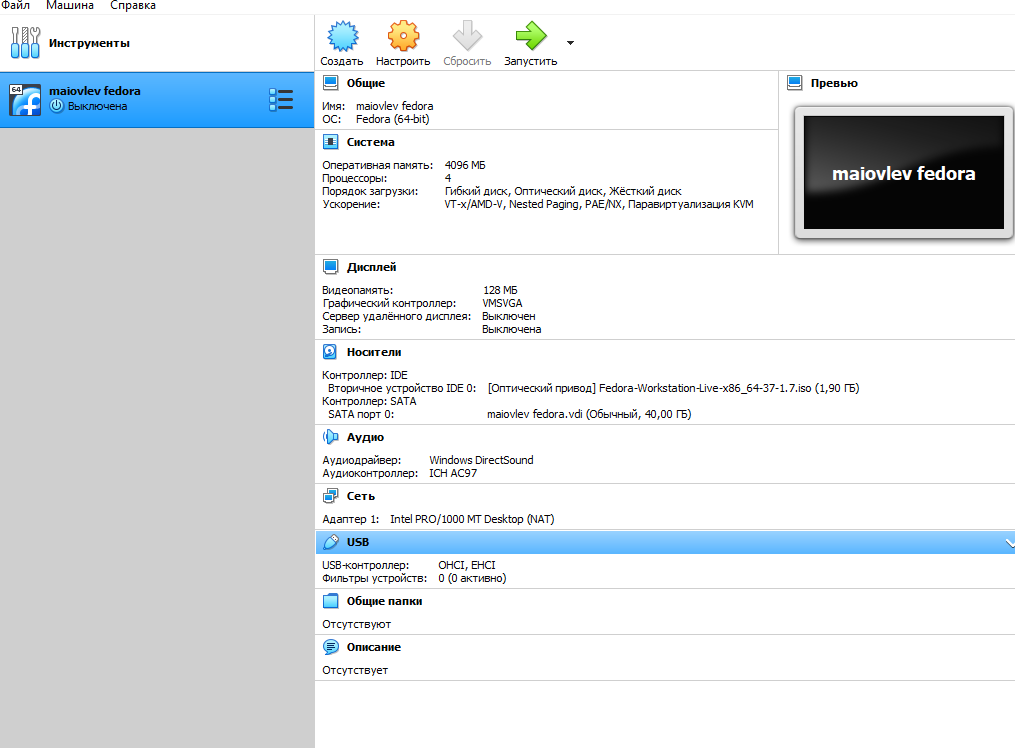 Файл Машина Справка
Инструменты
64
maiovlev fedora
Выключена
Создать Настроить Сбросить Запустить
Общие
Имя: maiovlev fedora
ОС: Fedora (64-bit)
Система
Оперативная память: 4096 МБ
Процессоры: 4
Порядок загрузки: Гибкий диск, Оптический диск, Жёсткий диск
Ускорение: VT-x/AMD-V, Nested Paging, PAE/NX, Паравиртуализация KVM
Превью
maiovlev fedora
Дисплей
Видеопамять: 128 МБ
Графический контроллер: VMSVGA
Сервер удалённого дисплея: Выключен
Запись: Выключена
Носители
Контроллер: IDE
Вторичное устройство IDE 0: [Оптический привод] Fedora-Workstation-Live-x86_64-37-1.7.iso (1,90 ГБ)
Контроллер: SATA
SATA порт 0: maiovlev fedora.vdi (Обычный, 40,00 ГБ)
Аудио
Аудиодрайвер: Windows DirectSound
Аудиоконтроллер: ICH AC97
Сеть
Адаптер 1: Intel PRO/1000 MT Desktop (NAT)
USB
USB-контроллер: OHCI, EHCI
Фильтры устройств: 0 (0 активно)
Общие папки
Отсутствуют
Описание
Отсутствует